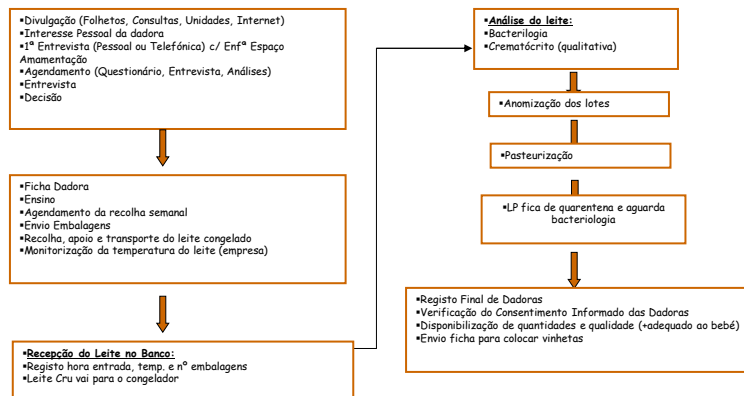 ▪Divulgação (Folhetos, Consultas, Unidades, Internet)
▪Interesse Pessoal da dadora
▪1ª Entrevista (Pessoal ou Telefónica) c/ Enfª Espaço
Amamentação
▪Agendamento (Questionário, Entrevista, Análises)
▪Entrevista
▪Decisão
▪Ficha Dadora
▪Ensino
▪Agendamento da recolha semanal
▪Envio Embalagens
▪Recolha, apoio e transporte do leite congelado
▪Monitorização da temperatura do leite (empresa)
▪Recepção do Leite no Banco:
▪Registo hora entrada, temp. e nº embalagens
▪Leite Cru vai para o congelador
▪Análise do leite:
▪Bacterilogia
▪Crematócrito (qualitativa)
▪Anomização dos lotes
▪Pasteurização
▪LP fica de quarentena e aguarda
bacteriologia
▪Registo Final de Dadoras
▪Verificação do Consentimento Informado das Dadoras
▪Disponibilização de quantidades e qualidade (+adequado ao bebé)
▪Envio ficha para colocar vinhetas